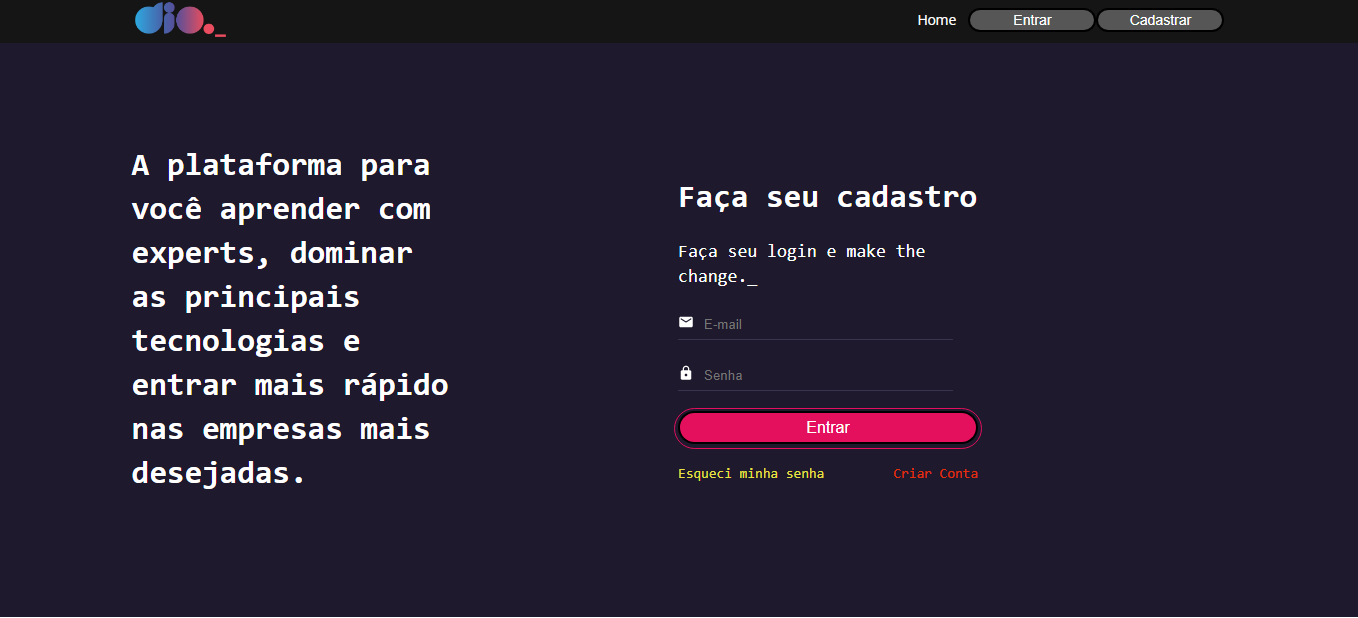 dio._
Home
Entrar
Cadastrar
A plataforma para
você aprender com
experts, dominar
as principais
tecnologias e
entrar mais rápido
nas empresas mais
desejadas.
Faça seu cadastro
Faça seu login e make the
change._
E-mail
Senha
Entrar
Esqueci minha senha
Criar Conta